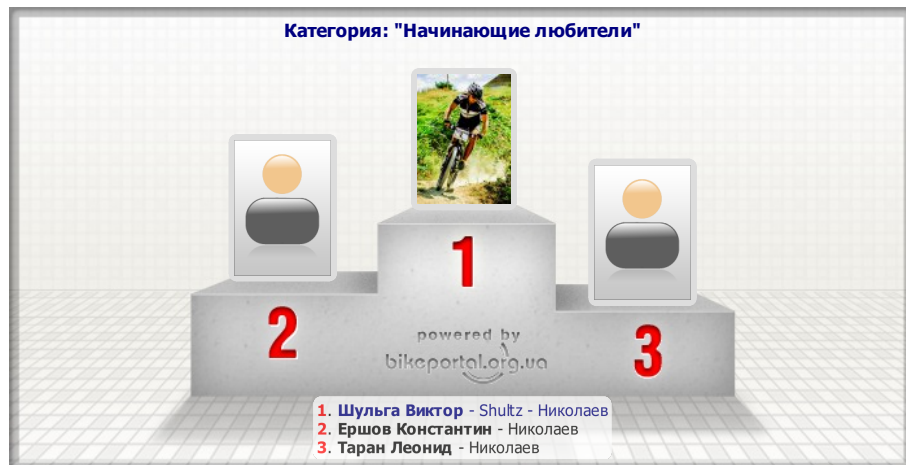 Категория: "Начинающие любители"
1
2
3
powered by
bikeportal.org.ua
1. Шульга Виктор - Shultz - Николаев
2. Ершов Константин - Николаев
3. Таран Леонид - Николаев